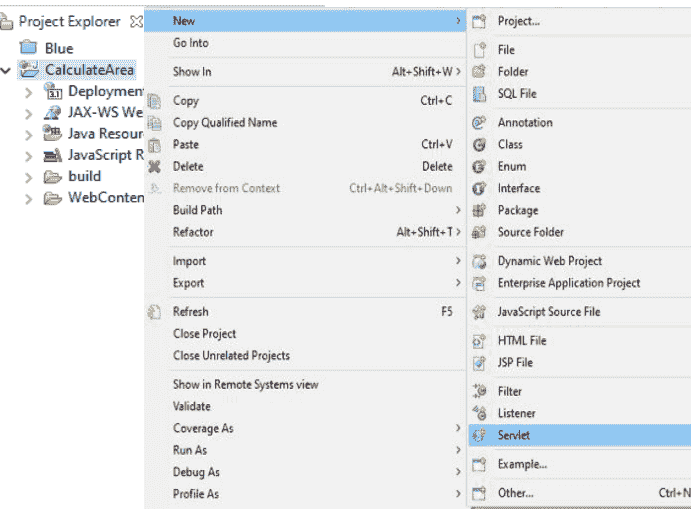 Project Explorer
Blue
CalculateArea
3.1 Deploymen
JAX-WS We
Java Resour
JavaScript R
build
WebConten
New
Go Into
Show In Alt+Shift+W
Copy Ctrl+C
Copy Qualified Name
Paste Ctrl+V
Delete Delete
Remove from Context Ctrl+Alt+Shift+Down
Build Path
Refactor Alt+Shift+T
Import
Export
Refresh F5
Close Project
Close Unrelated Projects
Show in Remote Systems view
Validate
Coverage As
Run As
Debug As
Profile As
Project...
File
Folder
SQL File
Annotation
Class
Enum
Interface
Package
Source Folder
Dynamic Web Project
Enterprise Application Project
JavaScript Source File
HTML File
JSP File
Filter
Listener
Servlet
Example...
Other... Ctrl+N